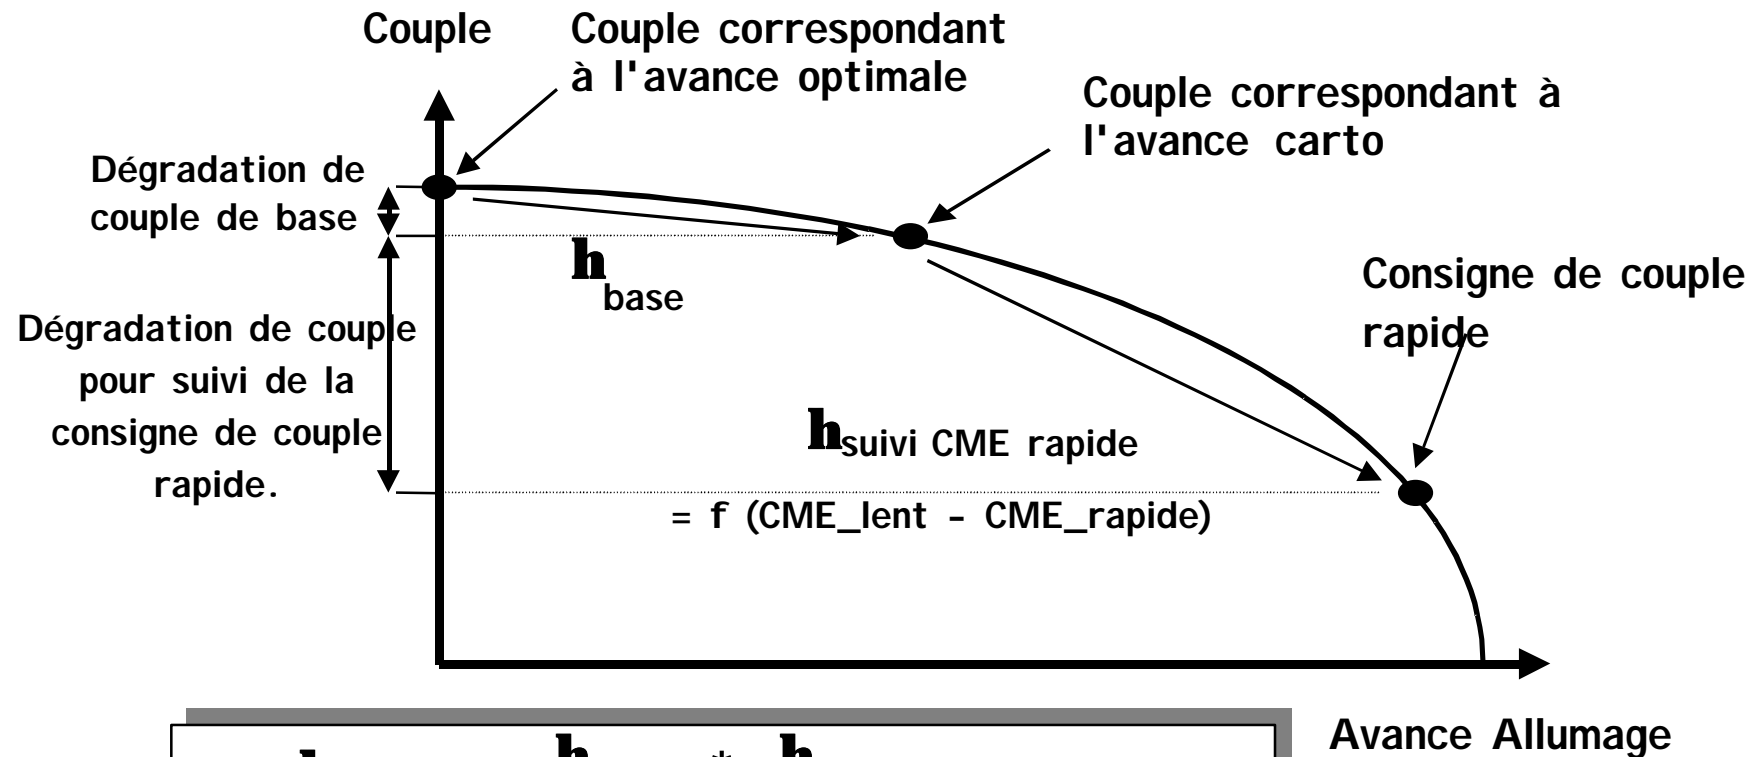 Couple
Couple correspondant
à l'avance optimale
Couple correspondant à
l'avance carto
Dégradation de
couple de base
h
base
Consigne de couple
rapide
Dégradation de couple
pour suivi de la
consigne de couple
rapide.
h suivi CME rapide
= f (CME_lent - CME_rapide)
Avance Allumage
h * h